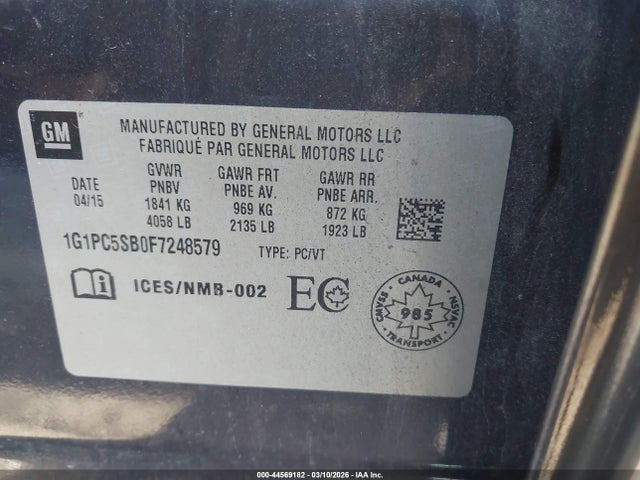 GM
MANUFACTURED BY GENERAL MOTORS LLC
FABRIQUÉ PAR GENERAL MOTORS LLC
DATE
04/15
GVWR
PNBV
1841 KG
4058 LB
GAWR FRT
PNBE AV.
969 KG
2135 LB
GAWR RR
PNBE ARR.
872 KG
1923 LB
1G1PC5SB0F7248579 TYPE: PC/VT
ICES/NMB-002 EC
CANADA
CMVSS
985
NSVAC
TRANSPORT
000-44569182 | 03/10/2026 - IAA Inc.